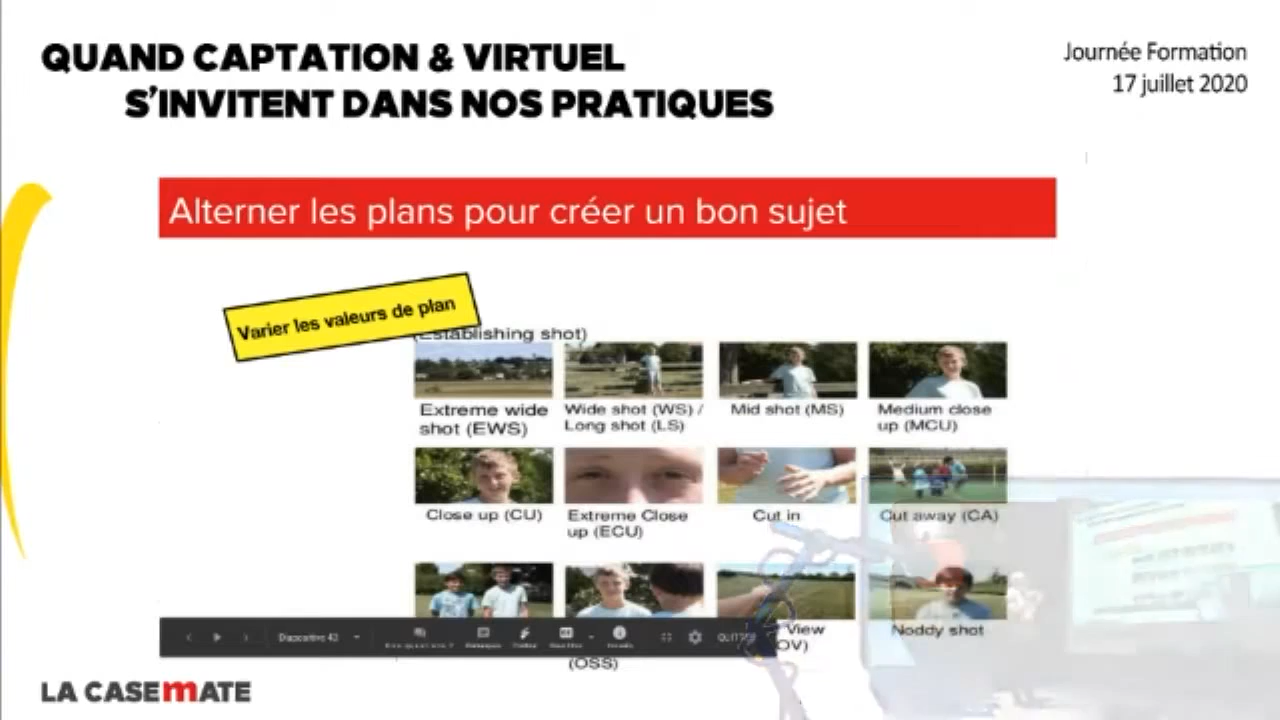 QUAND CAPTATION & VIRTUEL
S'INVITENT DANS NOS PRATIQUES
Journée Formation
17 juillet 2020
Alterner les plans pour créer un bon sujet
Varier les valeurs de plan
(Establishing shot)
Extreme wide
shot (EWS)
Wide shot (WS) /
Long shot (LS)
Mid shot (MS)
Medium close
up (MCU)
Close up (CU)
Extreme Close
up (ECU)
Cut in
Cut away (CA)
View
OV)
Noddy shot
Diapositive 43
(OSS)
LA CASEMATE